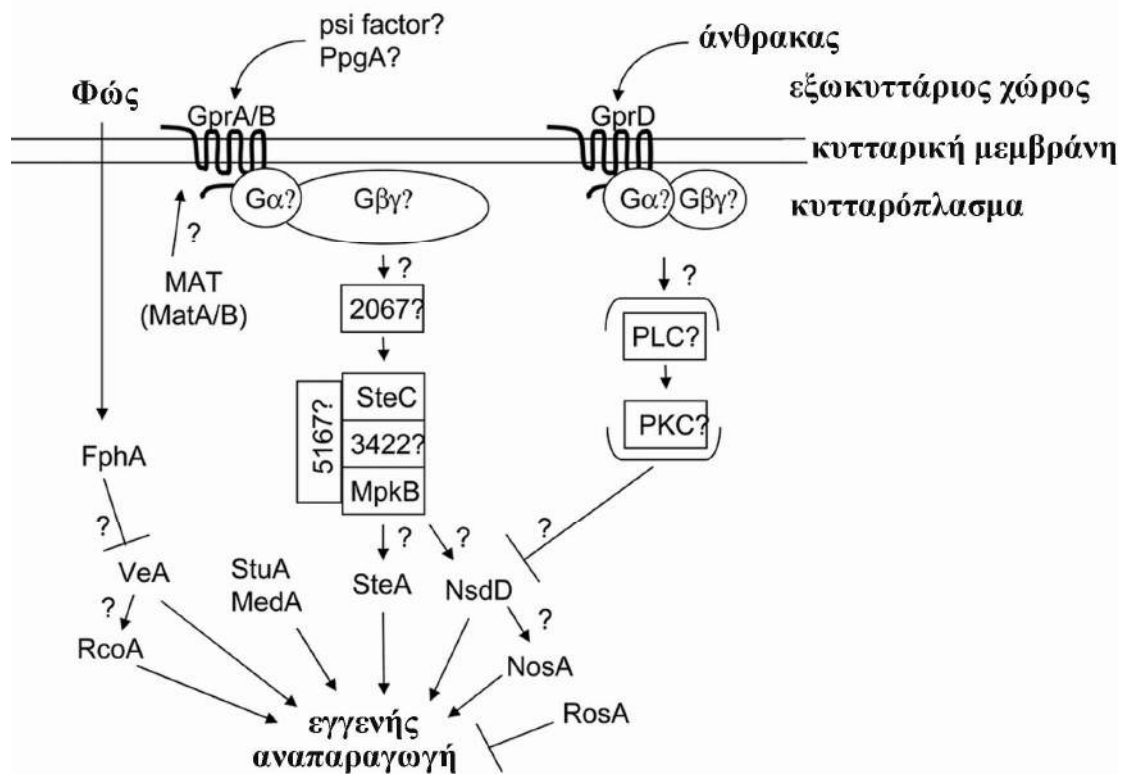 psi factor?
PpgA?
άνθρακας
Φώς
εξωκυττάριος χώρος
GprA/B
GprD
κυτταρική μεμβράνη
Gα?
Gβγ?
Gα?
Gβγ?
κυτταρόπλασμα
?
?
?
MAT
(MatA/B)
2067?
PLC?
5167?
SteC
3422?
MpkB
PKC?
FphA
?
?
?
?
VeA
StuA
MedA
SteA
NsdD
?
?
RcoA
NosA
εγγενής
αναπαραγωγή
RosA